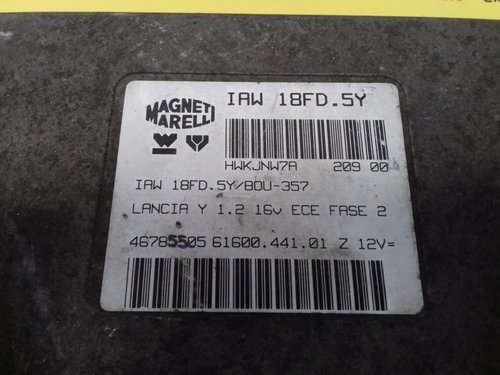 MAGNETI
MARELLI
IAW 18FD.5Y
HWKJNW7A 209 00
IAW 18FD.5Y/BOU-357
LANCIA Y 1.2 16v ECE FASE 2
46785505 61600.441.01 Z 12V=